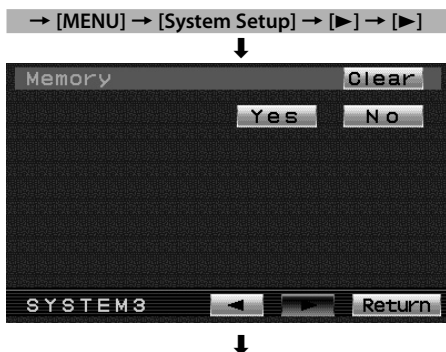 → [MENU] → [System Setup] → [►] → [►]
Memory Clear
Yes No
SYSTEM3 ◄ ► Return